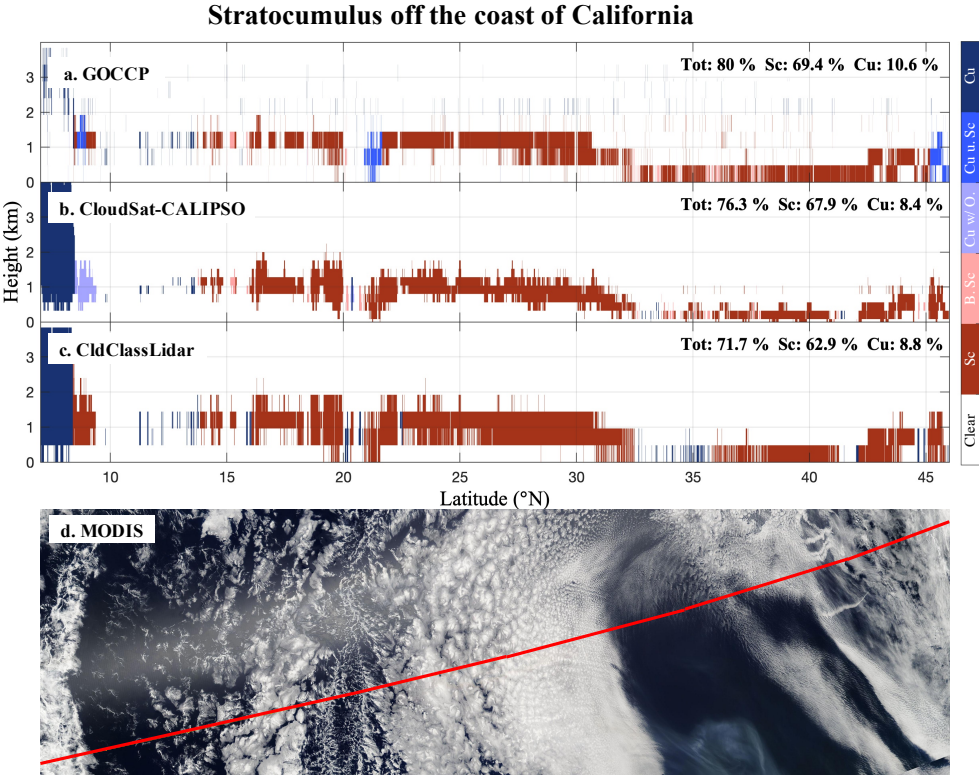 Stratocumulus off the coast of California
a. GOCCP
Tot: 80 % Sc: 69.4 % Cu: 10.6 %
3
2
1
0
b. CloudSat-CALIPSO
Tot: 76.3 % Sc: 67.9 % Cu: 8.4 %
3
2
1
0
c. CldClassLidar
Tot: 71.7 % Sc: 62.9 % Cu: 8.8 %
3
2
1
0
Height (km)
10 15 20 25 30 35 40 45
Latitude (°N)
Cu
Cu u. Sc
Cu w/ O.
B. Sc
Sc
Clear
d. MODIS